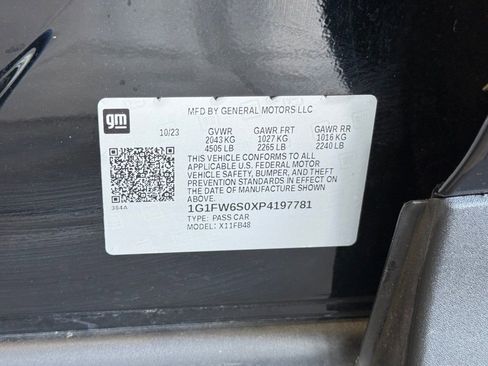 MFD BY GENERAL MOTORS LLC
gm
10/23 GVWR GAWR FRT GAWR RR
2043 KG 1027 KG 1016 KG
4505 LB 2265 LB 2240 LB
THIS VEHICLE CONFORMS TO ALL APPLICABLE
U.S. FEDERAL MOTOR
VEHICLE SAFETY, BUMPER, AND
THEFT PREVENTION STANDARDS
IN EFFECT ON
THE DATE OF MANUFACTURE
SHOWN ABOVE.
384A
1G1FW6S0XP4197781
TYPE: PASS CAR
MODEL: X11FB48